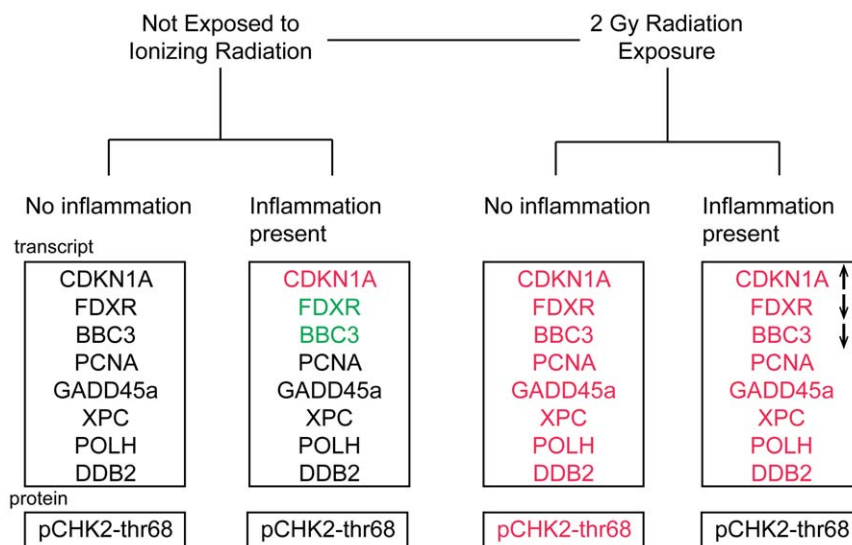 Not Exposed to
Ionizing Radiation
2 Gy Radiation
Exposure
No inflammation
Inflammation
present
No inflammation
Inflammation
present
transcript
CDKN1A
FDXR
BBC3
PCNA
GADD45a
XPC
POLH
DDB2
CDKN1A
FDXR
BBC3
PCNA
GADD45a
XPC
POLH
DDB2
CDKN1A
FDXR
BBC3
PCNA
GADD45a
XPC
POLH
DDB2
CDKN1A
FDXR
BBC3
PCNA
GADD45a
XPC
POLH
DDB2
protein
pCHK2-thr68
pCHK2-thr68
pCHK2-thr68
pCHK2-thr68